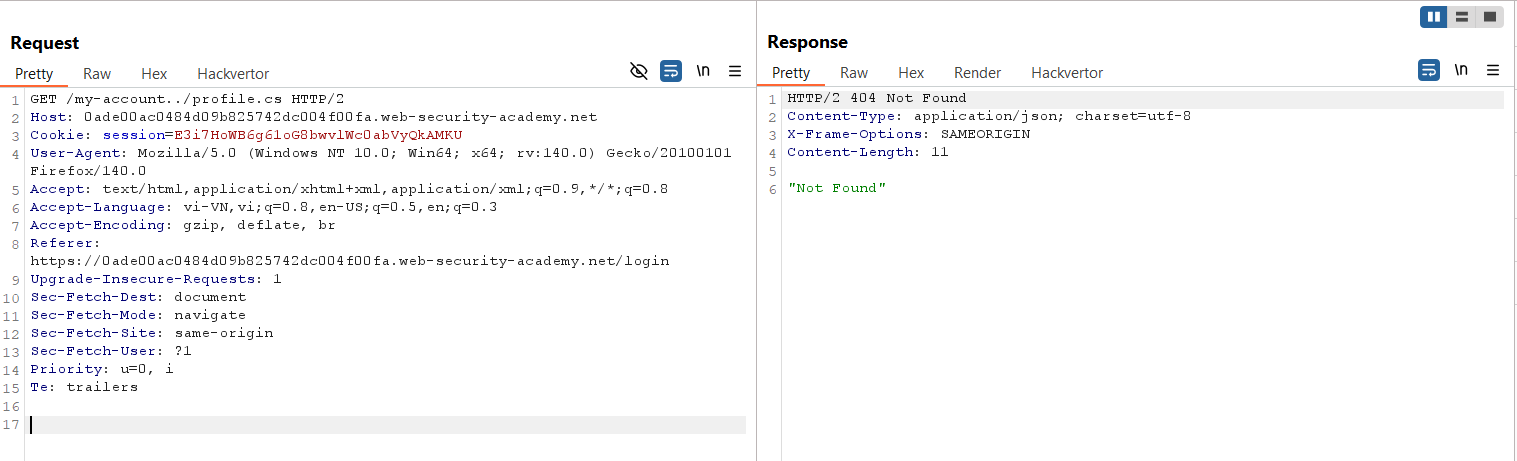 Request
Pretty Raw Hex Hackvertor \n
1 GET /my-account../profile.cs HTTP/2
2 Host: 0ade00ac0484d09b825742dc004f00fa.web-security-academy.net
3 Cookie: session=E3i7HoWB6g61oG8bwvlWc0abVyQkAMKU
4 User-Agent: Mozilla/5.0 (Windows NT 10.0; Win64; x64; rv:140.0) Gecko/20100101
Firefox/140.0
5 Accept: text/html,application/xhtml+xml,application/xml;q=0.9,*/*;q=0.8
6 Accept-Language: vi-VN,vi;q=0.8,en-US;q=0.5,en;q=0.3
7 Accept-Encoding: gzip, deflate, br
8 Referer:
https://0ade00ac0484d09b825742dc004f00fa.web-security-academy.net/login
9 Upgrade-Insecure-Requests: 1
10 Sec-Fetch-Dest: document
11 Sec-Fetch-Mode: navigate
12 Sec-Fetch-Site: same-origin
13 Sec-Fetch-User: ?1
14 Priority: u=0, i
15 Te: trailers
16
17
Response
Pretty Raw Hex Render Hackvertor \n
1 HTTP/2 404 Not Found
2 Content-Type: application/json; charset=utf-8
3 X-Frame-Options: SAMEORIGIN
4 Content-Length: 11
5
6 "Not Found"